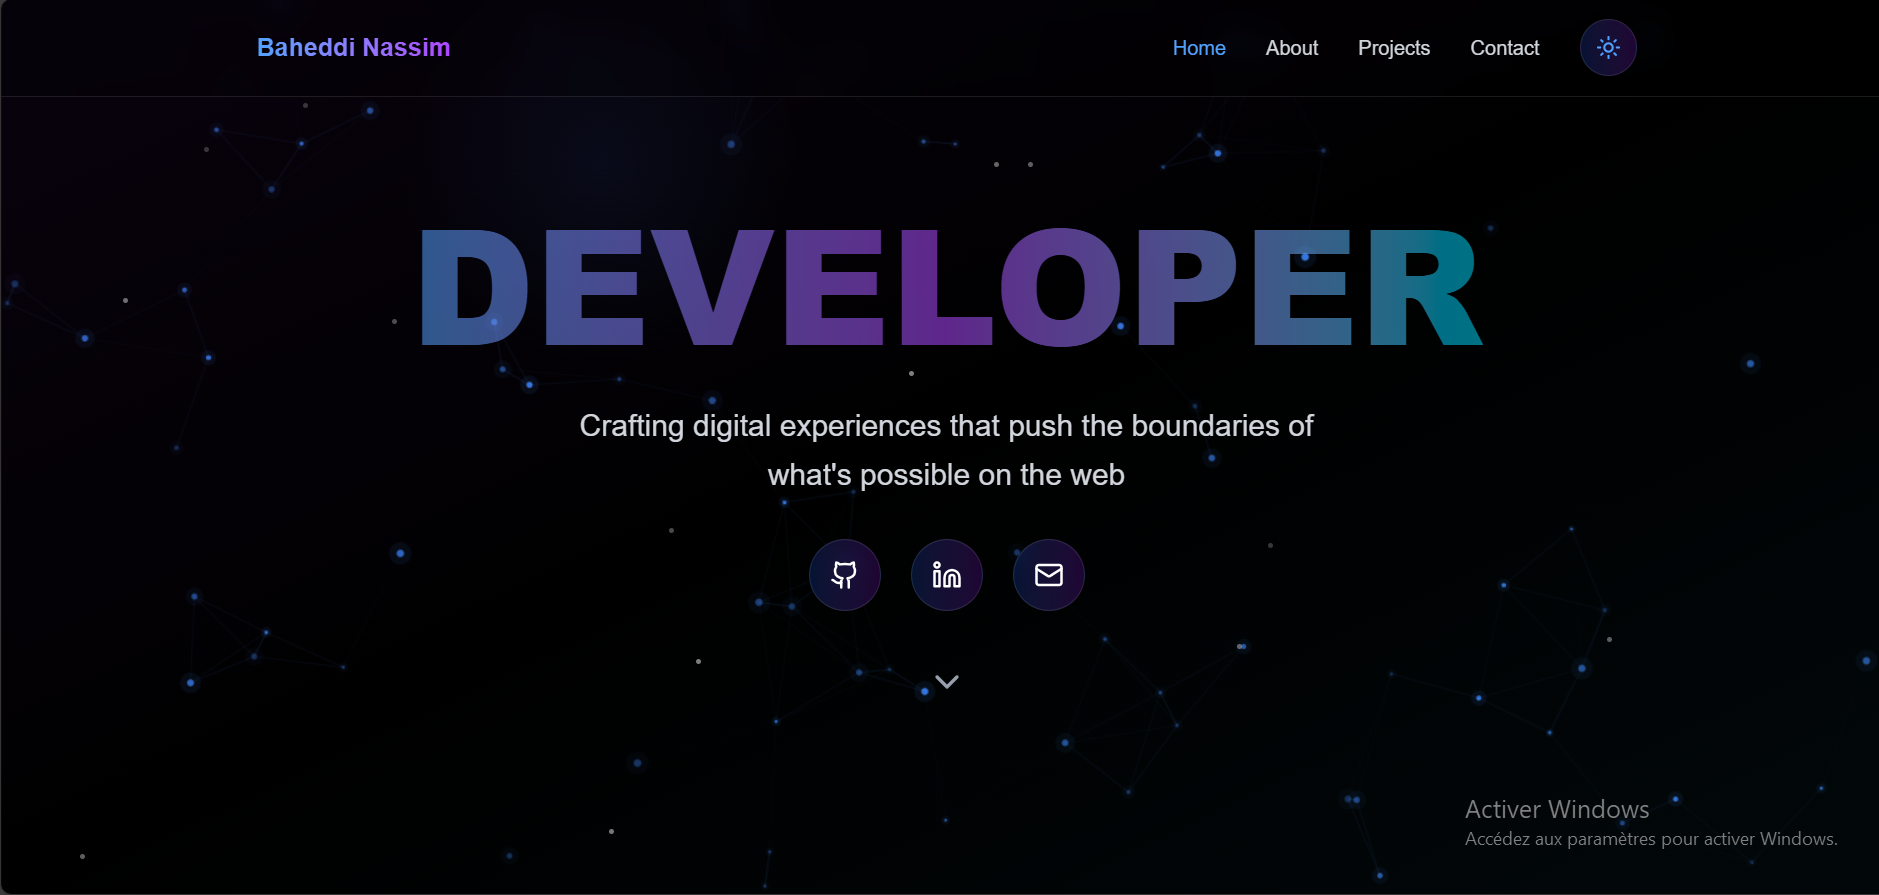 Baheddi Nassim
Home About Projects Contact
DEVELOPER
Crafting digital experiences that push the boundaries of
what's possible on the web
Activer Windows
Accédez aux paramètres pour activer Windows.